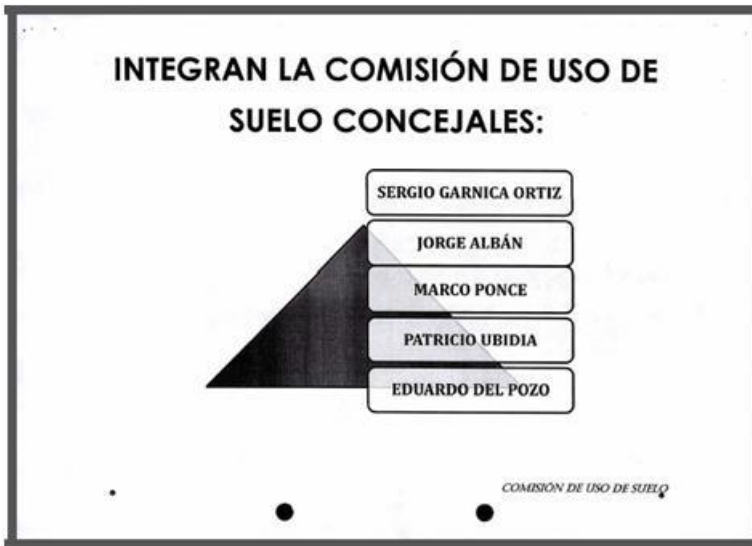 INTEGRAN LA COMISIÓN DE USO DE
SUELO CONCEJALES:
SERGIO GARNICA ORTIZ
JORGE ALBÁN
MARCO PONCE
PATRICIO UBIDIA
EDUARDO DEL POZO
COMISIÓN DE USO DE SUELO